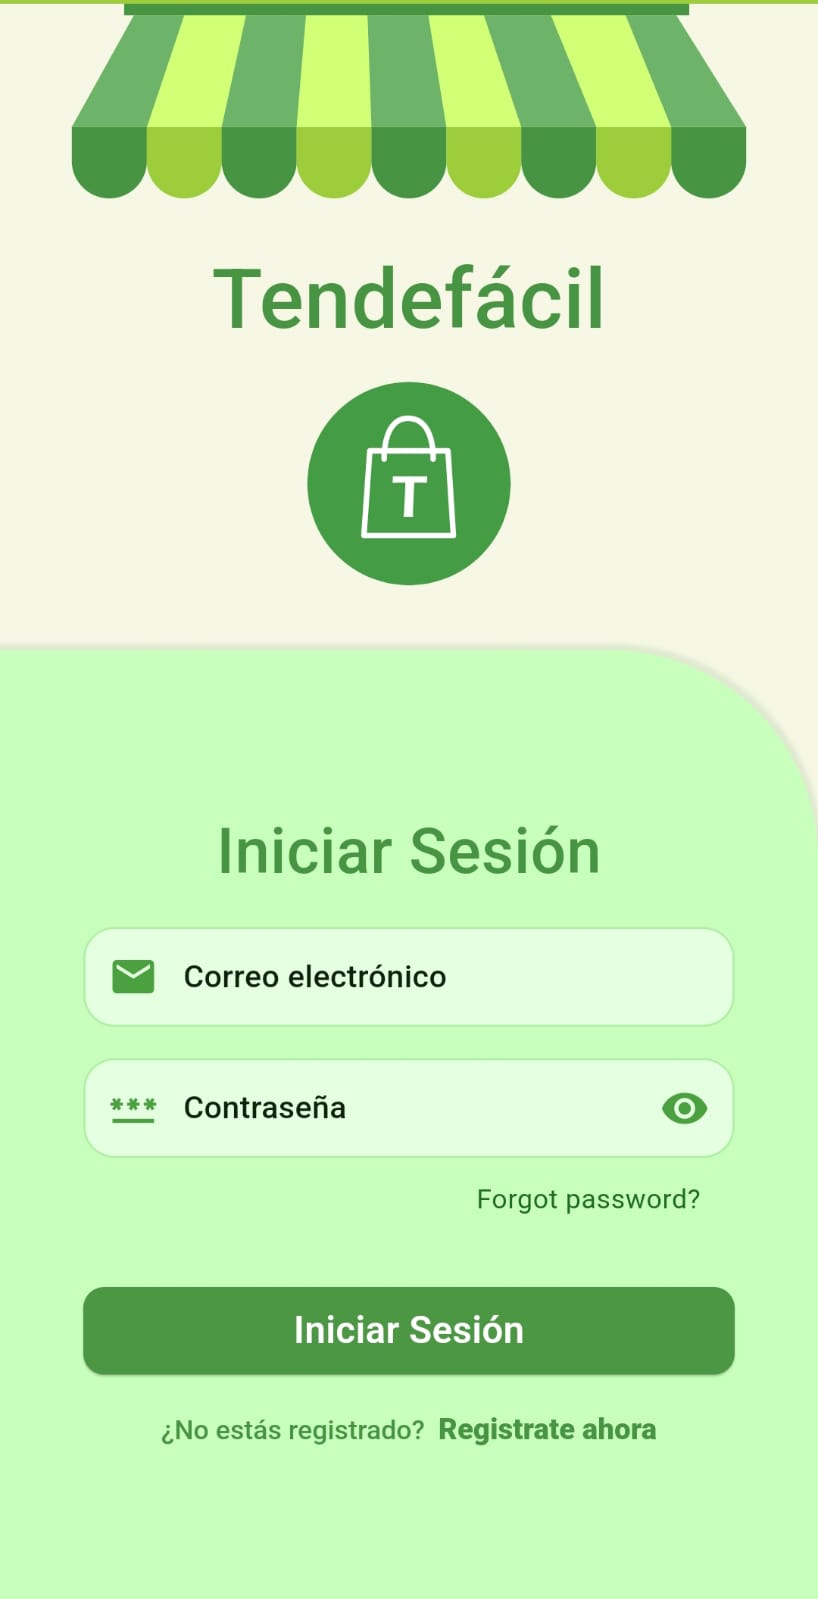 Tendefácil
T
Iniciar Sesión
Correo electrónico
*** Contraseña
Forgot password?
Iniciar Sesión
¿No estás registrado? Registrate ahora